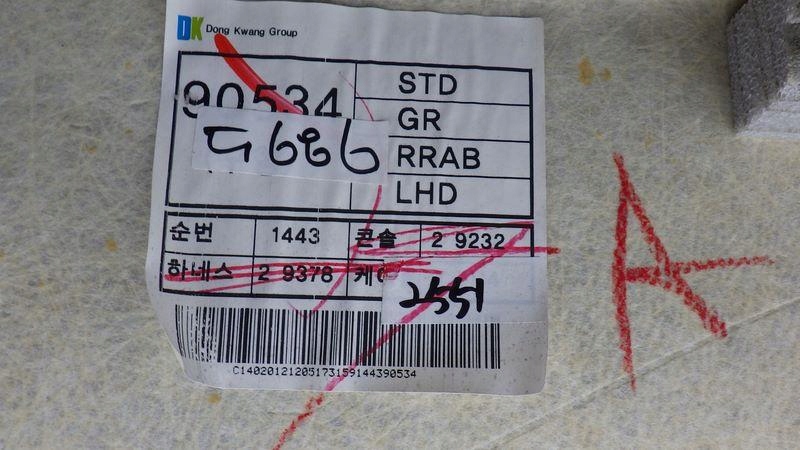 DK Dong Kwang Group
90534
STD
GR
RRAB
LHD
순번 1443 콘솔 2 9232
하네스 2 9378
2551
C14020121205173159144390534
A